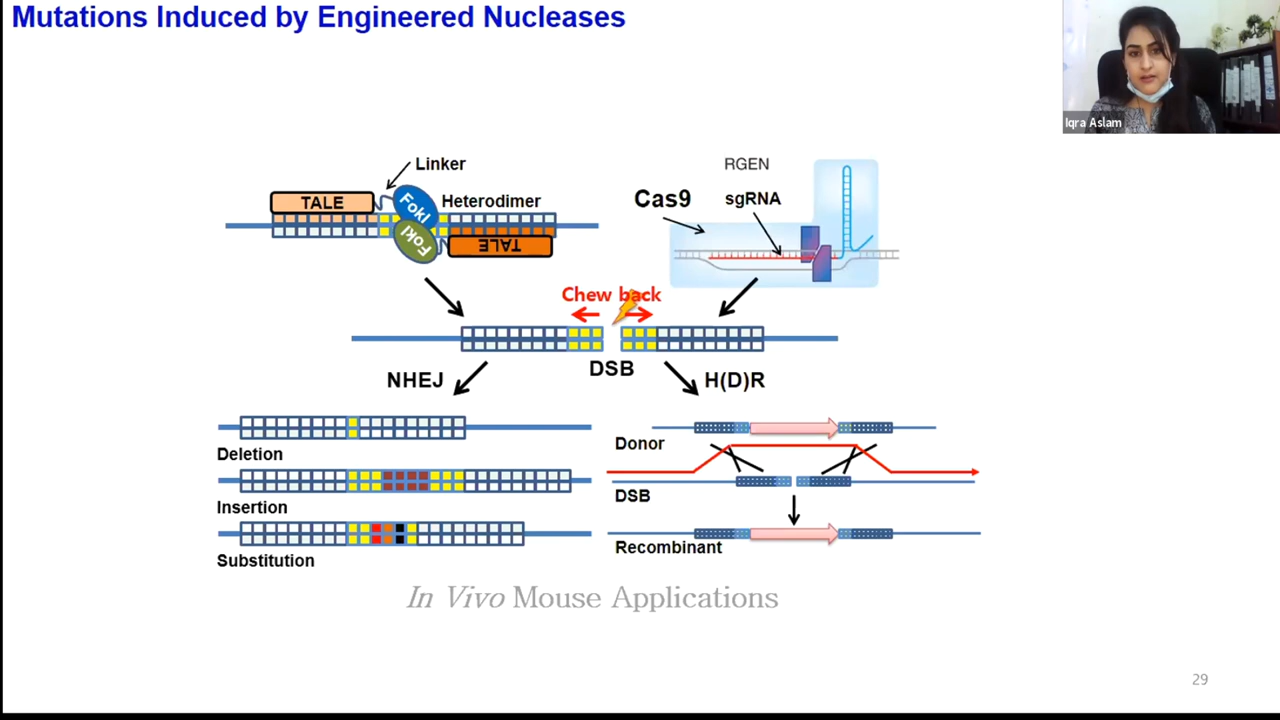 Mutations Induced by Engineered Nucleases
Iqra Aslam
Linker
TALE
FokI
Heterodimer
FokI
TALE
RGEN
Cas9
sgRNA
Chew back
DSB
NHEJ
H(D)R
Deletion
Insertion
Substitution
Donor
DSB
Recombinant
In Vivo Mouse Applications
29